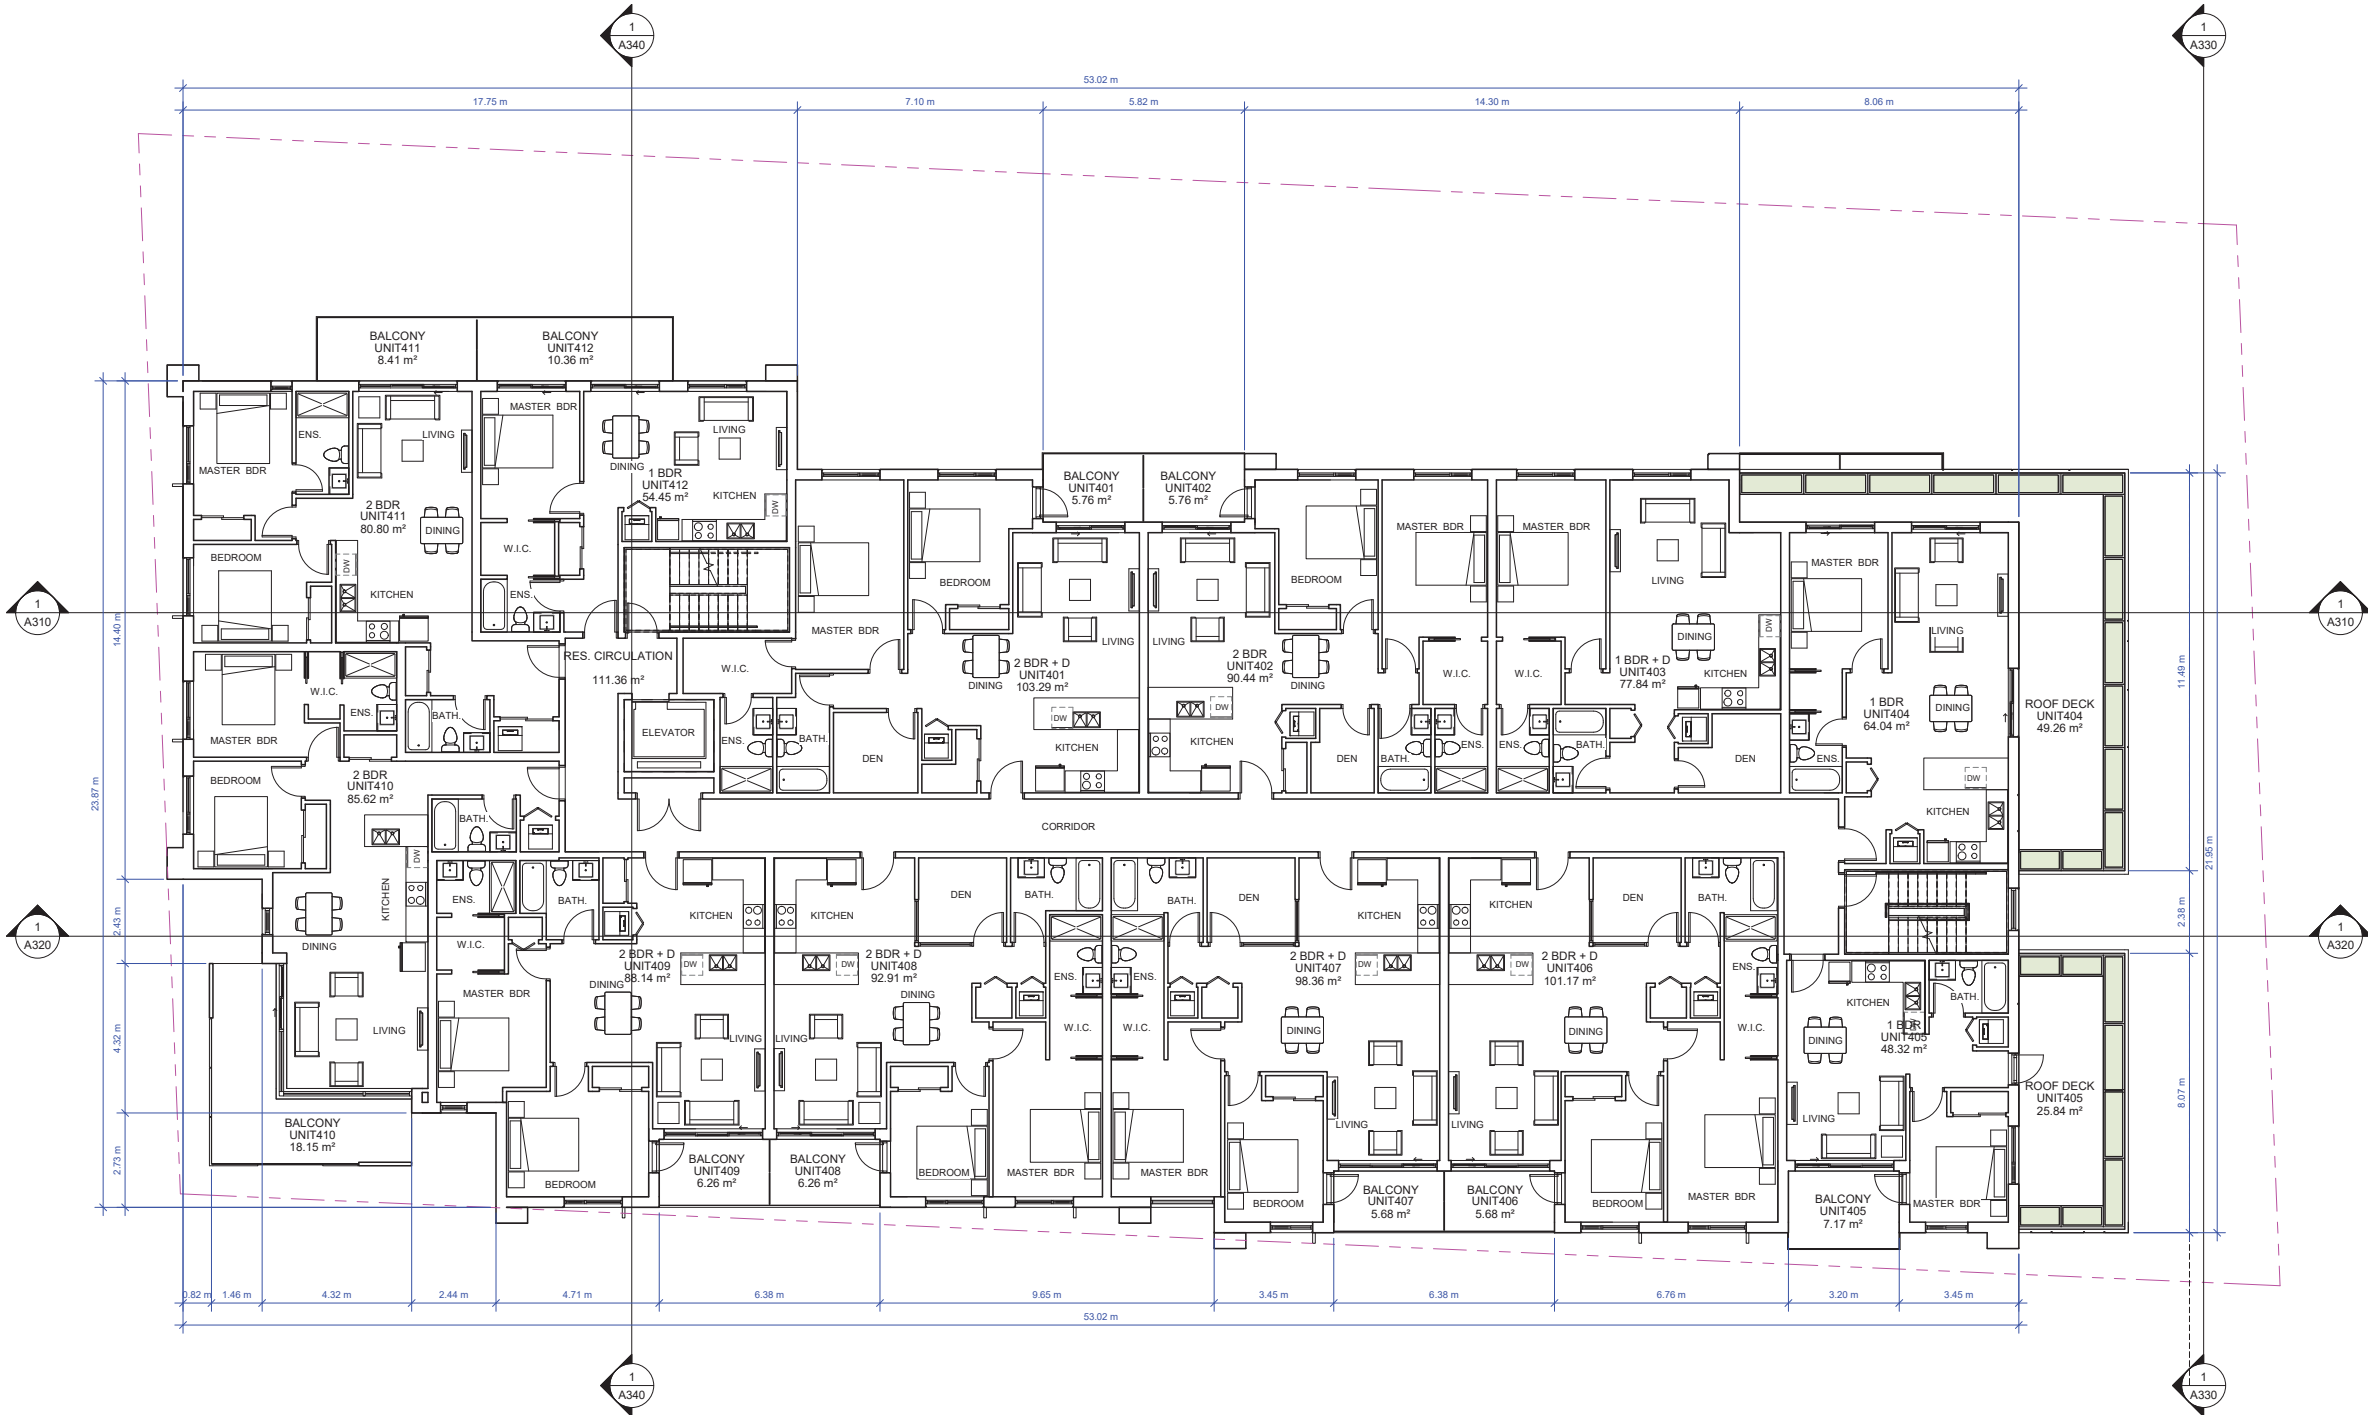 1
A340
1
A330
53.02 m
17.75 m
7.10 m
5.82 m
14.30 m
8.06 m
BALCONY
UNIT411
8.41 m²
BALCONY
UNIT412
10.36 m²
MASTER BDR
ENS.
LIVING
2 BDR
UNIT411
80.80 m²
DINING
BEDROOM
DW
KITCHEN
BATH.
MASTER BDR
DINING
LIVING
1 BDR
UNIT412
54.45 m²
KITCHEN
DW
W.I.C.
ENS.
RES. CIRCULATION
111.36 m²
ELEVATOR
BALCONY
UNIT401
5.76 m²
MASTER BDR
BEDROOM
LIVING
W.I.C.
DINING
2 BDR + D
UNIT401
103.29 m²
DW
KITCHEN
ENS.
BATH.
DEN
BALCONY
UNIT402
5.76 m²
BEDROOM
MASTER BDR
LIVING
2 BDR
UNIT402
90.44 m²
DINING
DW
KITCHEN
DEN
BATH.
ENS.
W.I.C.
MASTER BDR
LIVING
DINING
DW
1 BDR + D
UNIT403
77.84 m²
KITCHEN
W.I.C.
ENS.
BATH.
DEN
MASTER BDR
LIVING
1 BDR
UNIT404
64.04 m²
DINING
ENS.
DW
KITCHEN
ROOF DECK
UNIT404
49.26 m²
1
A310
1
A310
14.40 m
23.87 m
11.49 m
21.95 m
CORRIDOR
W.I.C.
MASTER BDR
ENS.
BEDROOM
2 BDR
UNIT410
85.62 m²
BATH.
DW
KITCHEN
DINING
LIVING
BALCONY
UNIT410
18.15 m²
1
A320
1
A320
2.43 m
4.32 m
2.73 m
2.38 m
8.07 m
ENS.
BATH.
W.I.C.
KITCHEN
MASTER BDR
2 BDR + D
UNIT409
88.14 m²
DW
DINING
LIVING
BEDROOM
BALCONY
UNIT409
6.26 m²
KITCHEN
DEN
BATH.
2 BDR + D
UNIT408
92.91 m²
DW
DINING
ENS.
W.I.C.
LIVING
BEDROOM
MASTER BDR
BALCONY
UNIT408
6.26 m²
BATH.
DEN
KITCHEN
ENS.
2 BDR + D
UNIT407
98.36 m²
DW
W.I.C.
DINING
LIVING
MASTER BDR
BEDROOM
BALCONY
UNIT407
5.68 m²
KITCHEN
DEN
BATH.
2 BDR + D
UNIT406
101.17 m²
DW
ENS.
DINING
W.I.C.
LIVING
BEDROOM
MASTER BDR
BALCONY
UNIT406
5.68 m²
KITCHEN
BATH.
1 BDR
UNIT405
48.32 m²
DINING
LIVING
MASTER BDR
BALCONY
UNIT405
7.17 m²
ROOF DECK
UNIT405
25.84 m²
0.82 m
1.46 m
4.32 m
2.44 m
4.71 m
6.38 m
9.65 m
3.45 m
6.38 m
6.76 m
3.20 m
3.45 m
53.02 m
1
A340
1
A330